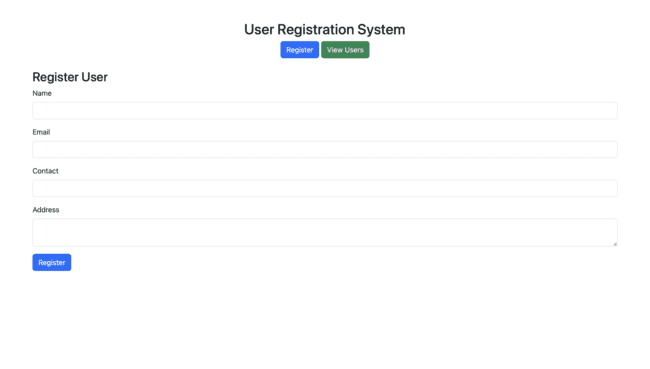 User Registration System
Register View Users
Register User
Name
Email
Contact
Address
Register